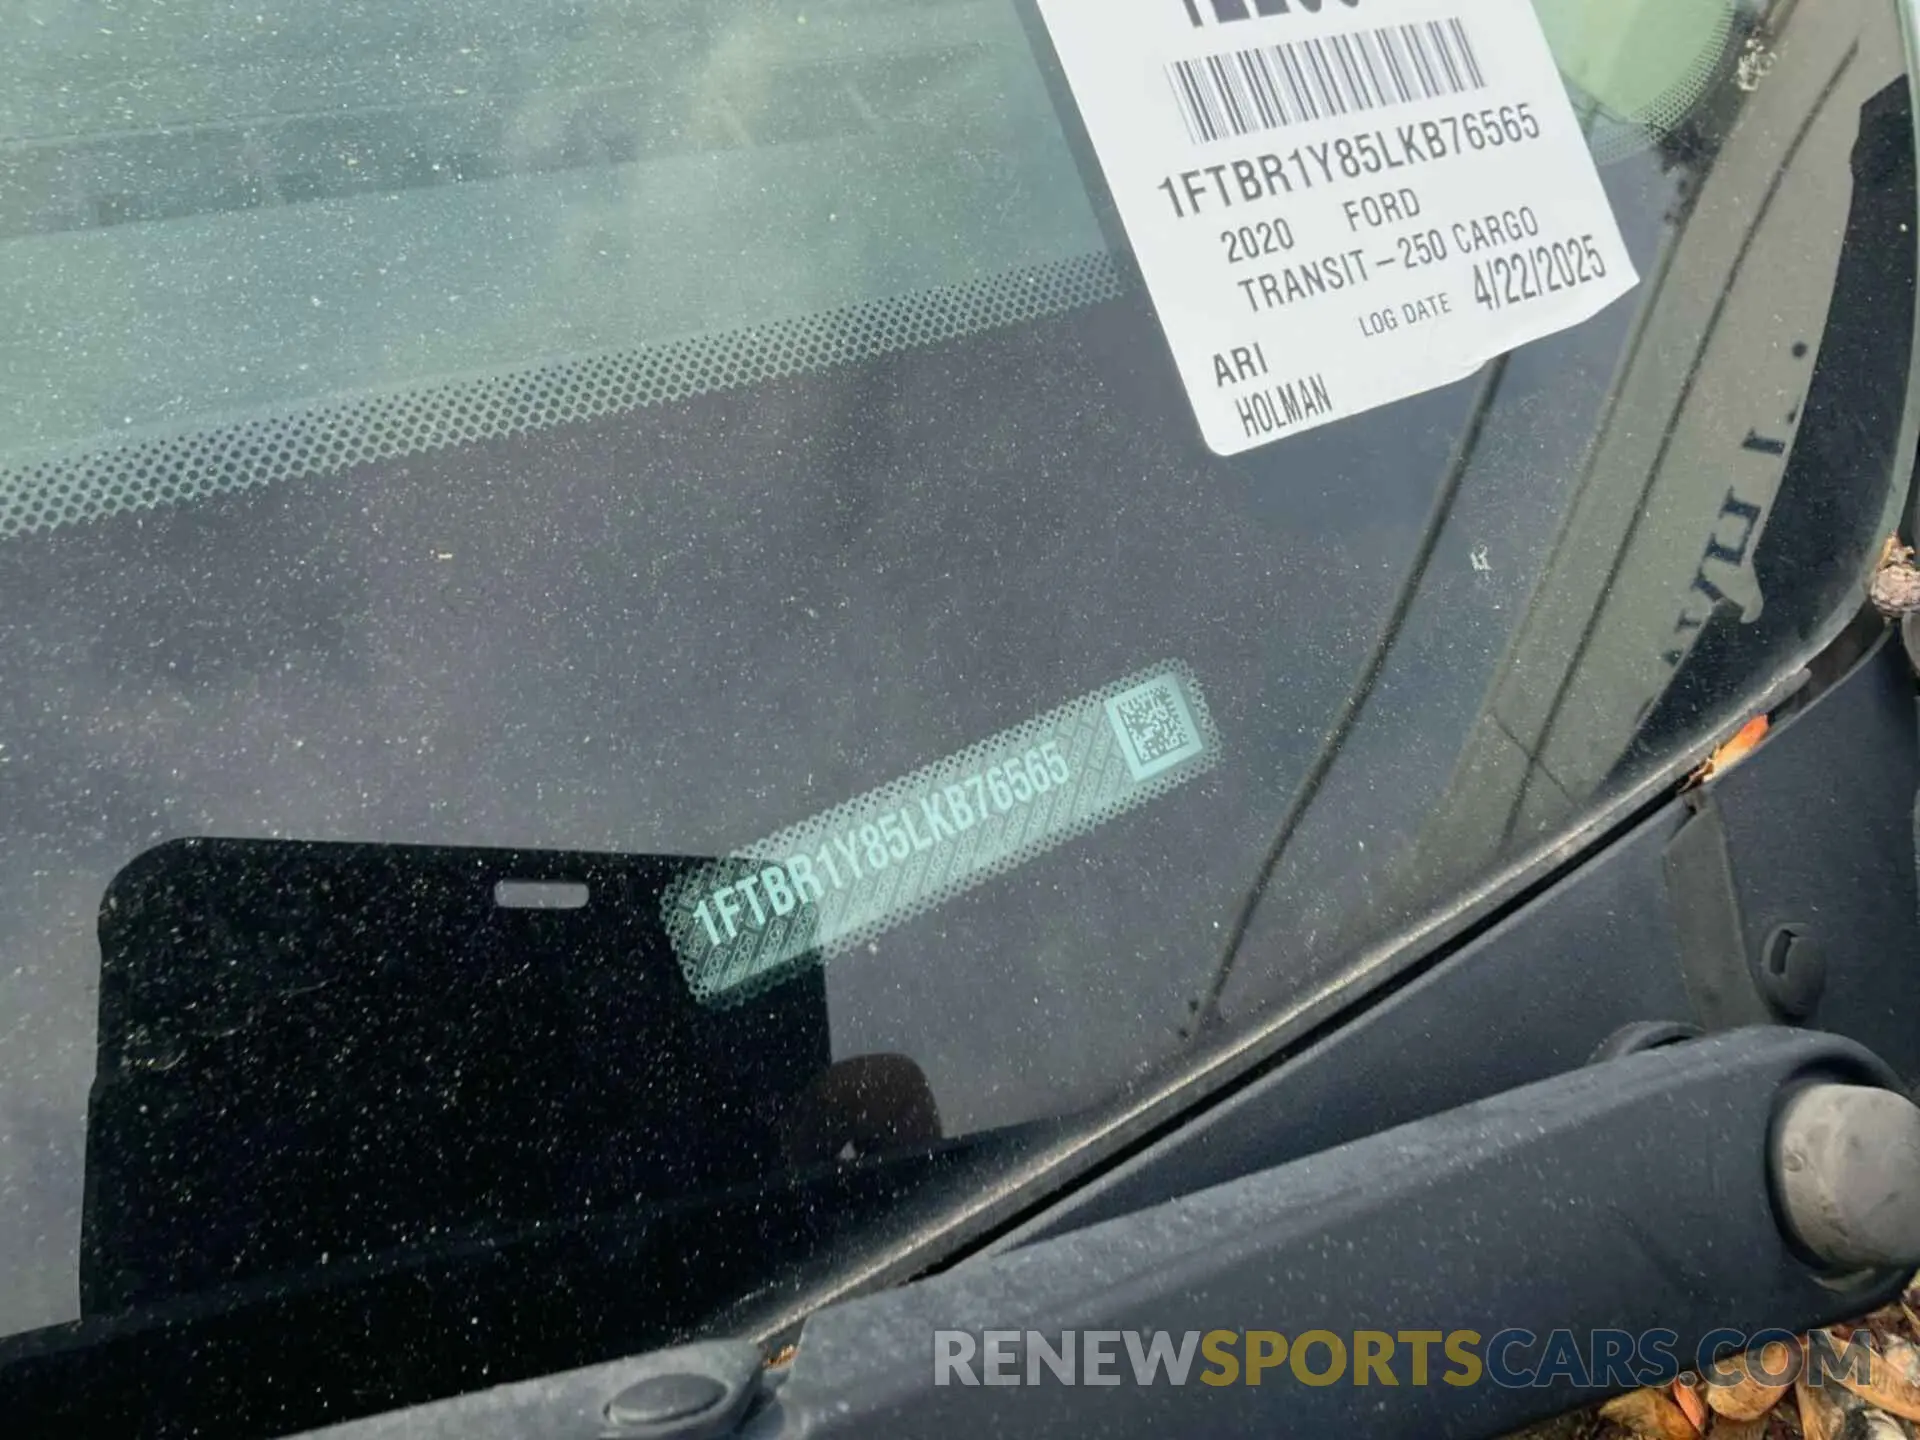 1FTBR1Y85LKB76565
2020 FORD
TRANSIT-250 CARGO
LOG DATE 4/22/2025
ARI
HOLMAN
1FTBR1Y85LKB76565
RENEWSPORTSCARS.COM